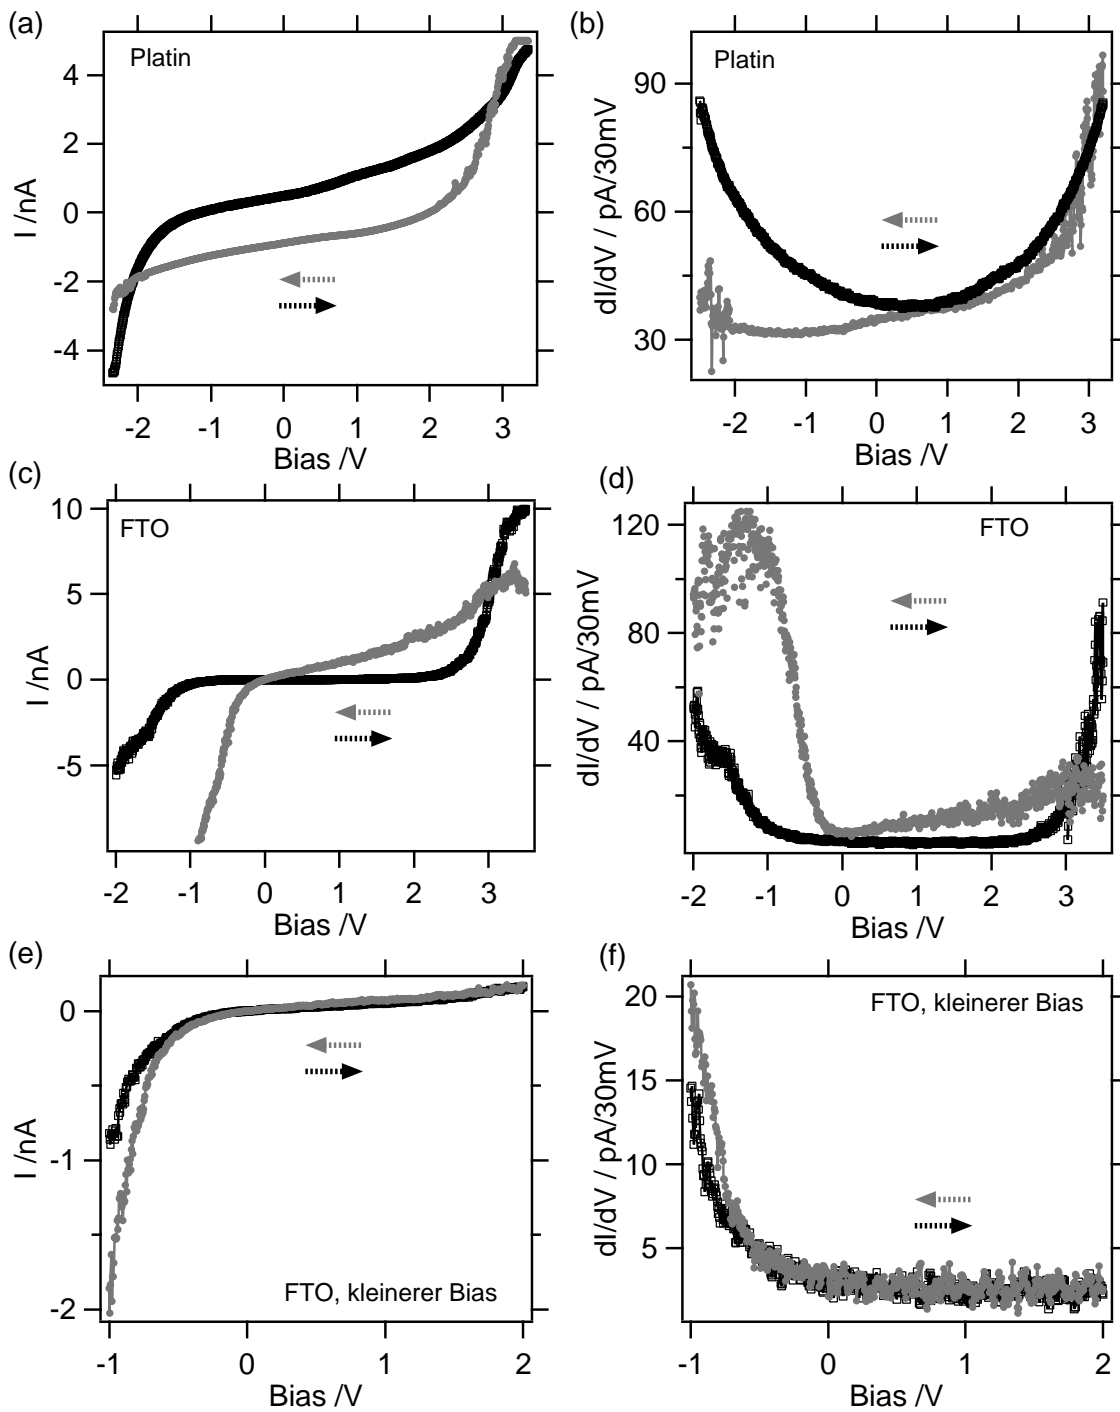 (a)
Platin
I /nA
4
2
0
-2
-4
-2
-1
0
1
2
3
Bias /V
(b)
Platin
dI/dV / pA/30mV
90
60
30
-2
-1
0
1
2
3
Bias /V
(c)
FTO
I /nA
10
5
0
-5
-2
-1
0
1
2
3
Bias /V
(d)
FTO
dI/dV / pA/30mV
120
80
40
-2
-1
0
1
2
3
Bias /V
(e)
I /nA
0
-1
-2
FTO, kleinerer Bias
-1
0
1
2
Bias /V
(f)
FTO, kleinerer Bias
dI/dV / pA/30mV
20
15
10
5
-1
0
1
2
Bias /V